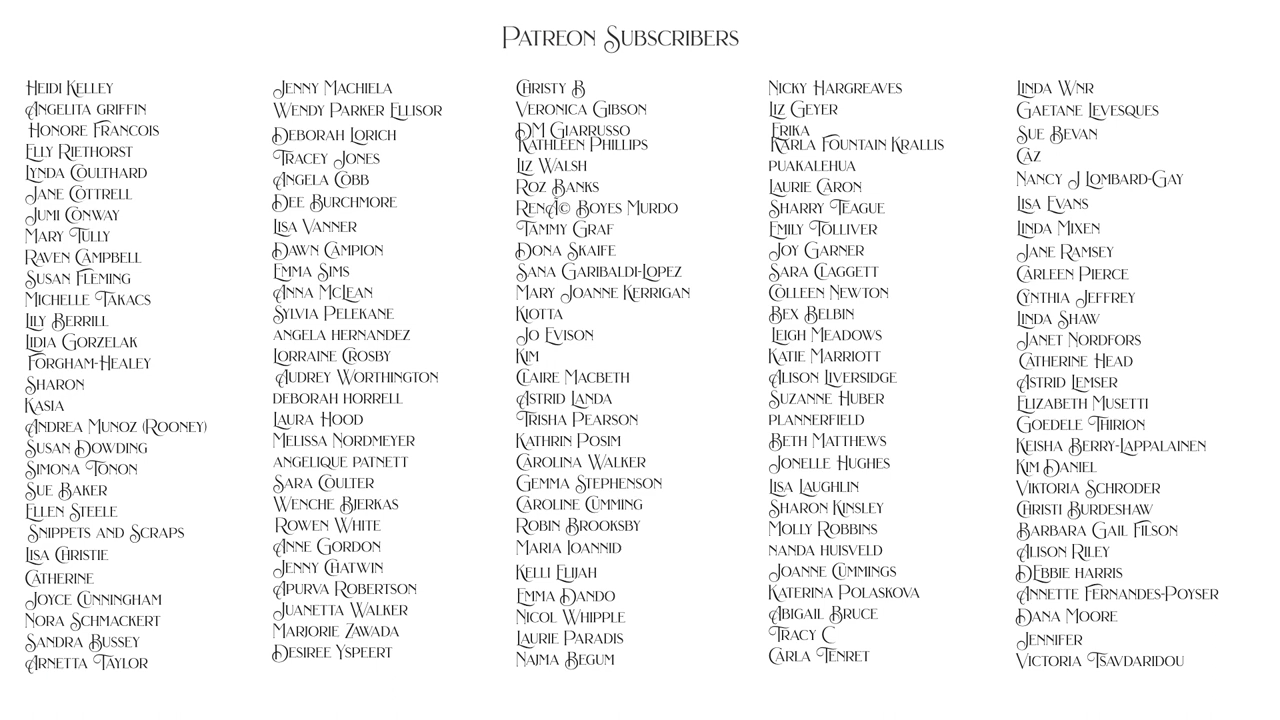 Patreon Subscribers
Heidi Kelley
Angelita griffin
Honore Francois
Elly Riethorst
Lynda Coulthard
Jane Cottrell
Jumi Conway
Mary Tully
Raven Campbell
Susan Fleming
Michelle Takacs
Lily Berrill
Lidia Gorzelak
Forgham-Healey
Sharon
Kasia
Andrea Munoz (Rooney)
Susan Dowding
Simona Tonon
Sue Baker
Ellen Steele
Snippets and Scraps
Lisa Christie
Catherine
Joyce Cunningham
Nora Schmackert
Sandra Bussey
Arnetta Taylor
Jenny Machiela
Wendy Parker Ellisor
Deborah Lorich
Tracey Jones
Angela Cobb
Dee Burchmore
Lisa Vanner
Dawn Campion
Emma Sims
Anna McLean
Sylvia Pelekane
angela hernandez
Lorraine Crosby
Audrey Worthington
deborah horrell
Laura Hood
Melissa Nordmeyer
angelique patnett
Sara Coulter
Wenche Bjerkas
Rowen White
Anne Gordon
Jenny Chatwin
Apurva Robertson
Juanetta Walker
Marjorie Zawada
Desiree Yspeert
Christy B
Veronica Gibson
DM Giarrusso
Kathleen Phillips
Liz Walsh
Roz Banks
RenÃ© Boyes Murdo
Tammy Graf
Dona Skaife
Sana Garibaldi-Lopez
Mary Joanne Kerrigan
Kiotta
Jo Evison
Kim
Claire Macbeth
Astrid Landa
Trisha Pearson
Kathrin Posim
Carolina Walker
Gemma Stephenson
Caroline Cumming
Robin Brooksby
Maria Ioannid
Kelli Elijah
Emma Dando
Nicol Whipple
Laurie Paradis
Najma Begum
Nicky Hargreaves
Liz Geyer
Erika
Karla Fountain Krallis
puakalehua
Laurie Caron
Sharry Teague
Emily Tolliver
Joy Garner
Sara Claggett
Colleen Newton
Bex Belbin
Leigh Meadows
Katie Marriott
Alison Liversidge
Suzanne Huber
plannerfield
Beth Matthews
Jonelle Hughes
Lisa Laughlin
Sharon Kinsley
Molly Robbins
nanda huisveld
Joanne Cummings
Katerina Polaskova
Abigail Bruce
Tracy C
Carla Tenret
Linda Wnr
Gaetane Levesques
Sue Bevan
Caz
Nancy J Lombard-Gay
Lisa Evans
Linda Mixen
Jane Ramsey
Carleen Pierce
Cynthia Jeffrey
Linda Shaw
Janet Nordfors
Catherine Head
Astrid Lemser
Elizabeth Musetti
Goedele Thirion
Keisha Berry-Lappalainen
Kim Daniel
Viktoria Schroder
Christi Burdeshaw
Barbara Gail Filson
Alison Riley
DEbbie harris
Annette Fernandes-Poyser
Dana Moore
Jennifer
Victoria Tsavdaridou